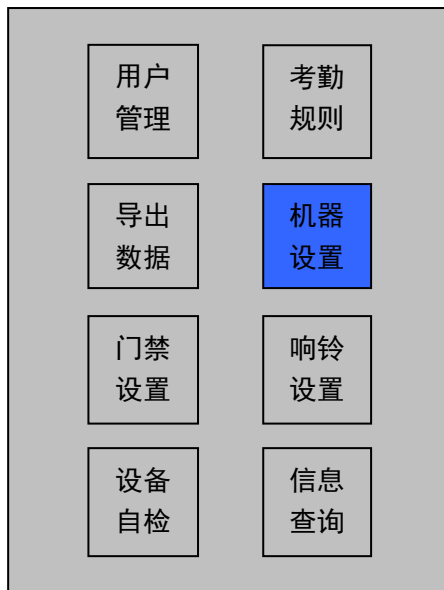 用户
管理
考勤
规则
导出
数据
机器
设置
门禁
设置
响铃
设置
设备
自检
信息
查询